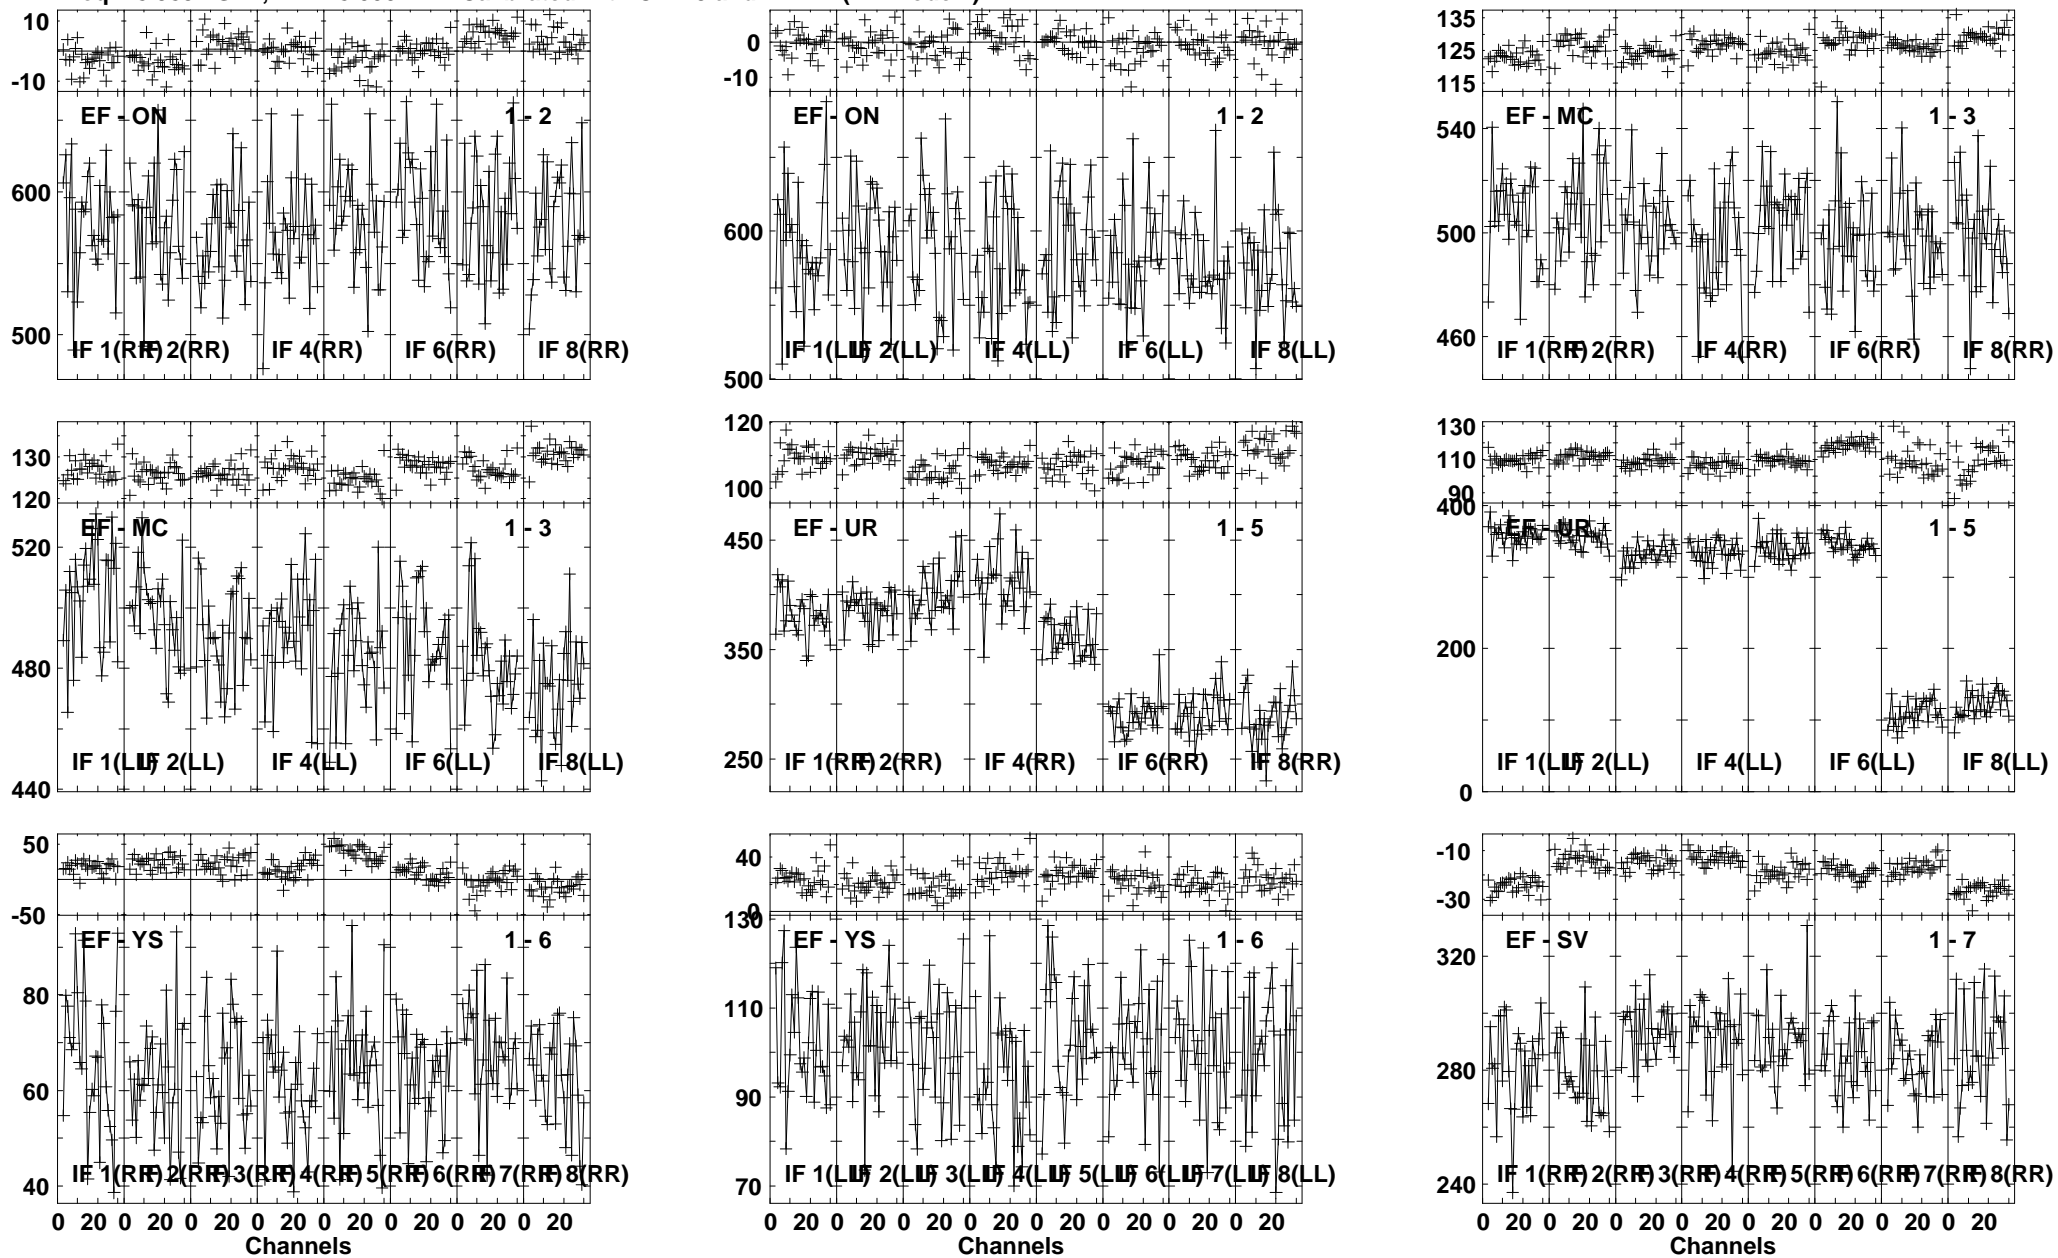 10
0
-10
EF - ON 1 - 2
600
500
IF 1(RR) IF 2(RR) IF 4(RR) IF 6(RR) IF 8(RR)
10
0
-10
EF - ON 1 - 2
600
500
IF 1(LL) IF 2(LL) IF 4(LL) IF 6(LL) IF 8(LL)
135
125
115
EF - MC 1 - 3
540
500
460
IF 1(RR) IF 2(RR) IF 4(RR) IF 6(RR) IF 8(RR)
130
120
EF - MC 1 - 3
520
480
440
IF 1(LL) IF 2(LL) IF 4(LL) IF 6(LL) IF 8(LL)
120
100
EF - UR 1 - 5
450
350
250
IF 1(RR) IF 2(RR) IF 4(RR) IF 6(RR) IF 8(RR)
130
110
90
400
EF - UR 1 - 5
200
0
IF 1(LL) IF 2(LL) IF 4(LL) IF 6(LL) IF 8(LL)
50
-50
EF - YS 1 - 6
80
60
40
IF 1(RR) IF 2(RR) IF 3(RR) IF 4(RR) IF 5(RR) IF 6(RR) IF 7(RR) IF 8(RR)
0 20 0 20 0 20 0 20 0 20 0 20 0 20 0 20
Channels
40
0
130
EF - YS 1 - 6
110
90
70
IF 1(LL) IF 2(LL) IF 3(LL) IF 4(LL) IF 5(LL) IF 6(LL) IF 7(LL) IF 8(LL)
0 20 0 20 0 20 0 20 0 20 0 20 0 20 0 20
Channels
-10
-30
EF - SV 1 - 7
320
280
240
IF 1(RR) IF 2(RR) IF 3(RR) IF 4(RR) IF 5(RR) IF 6(RR) IF 7(RR) IF 8(RR)
0 20 0 20 0 20 0 20 0 20 0 20 0 20 0 20
Channels